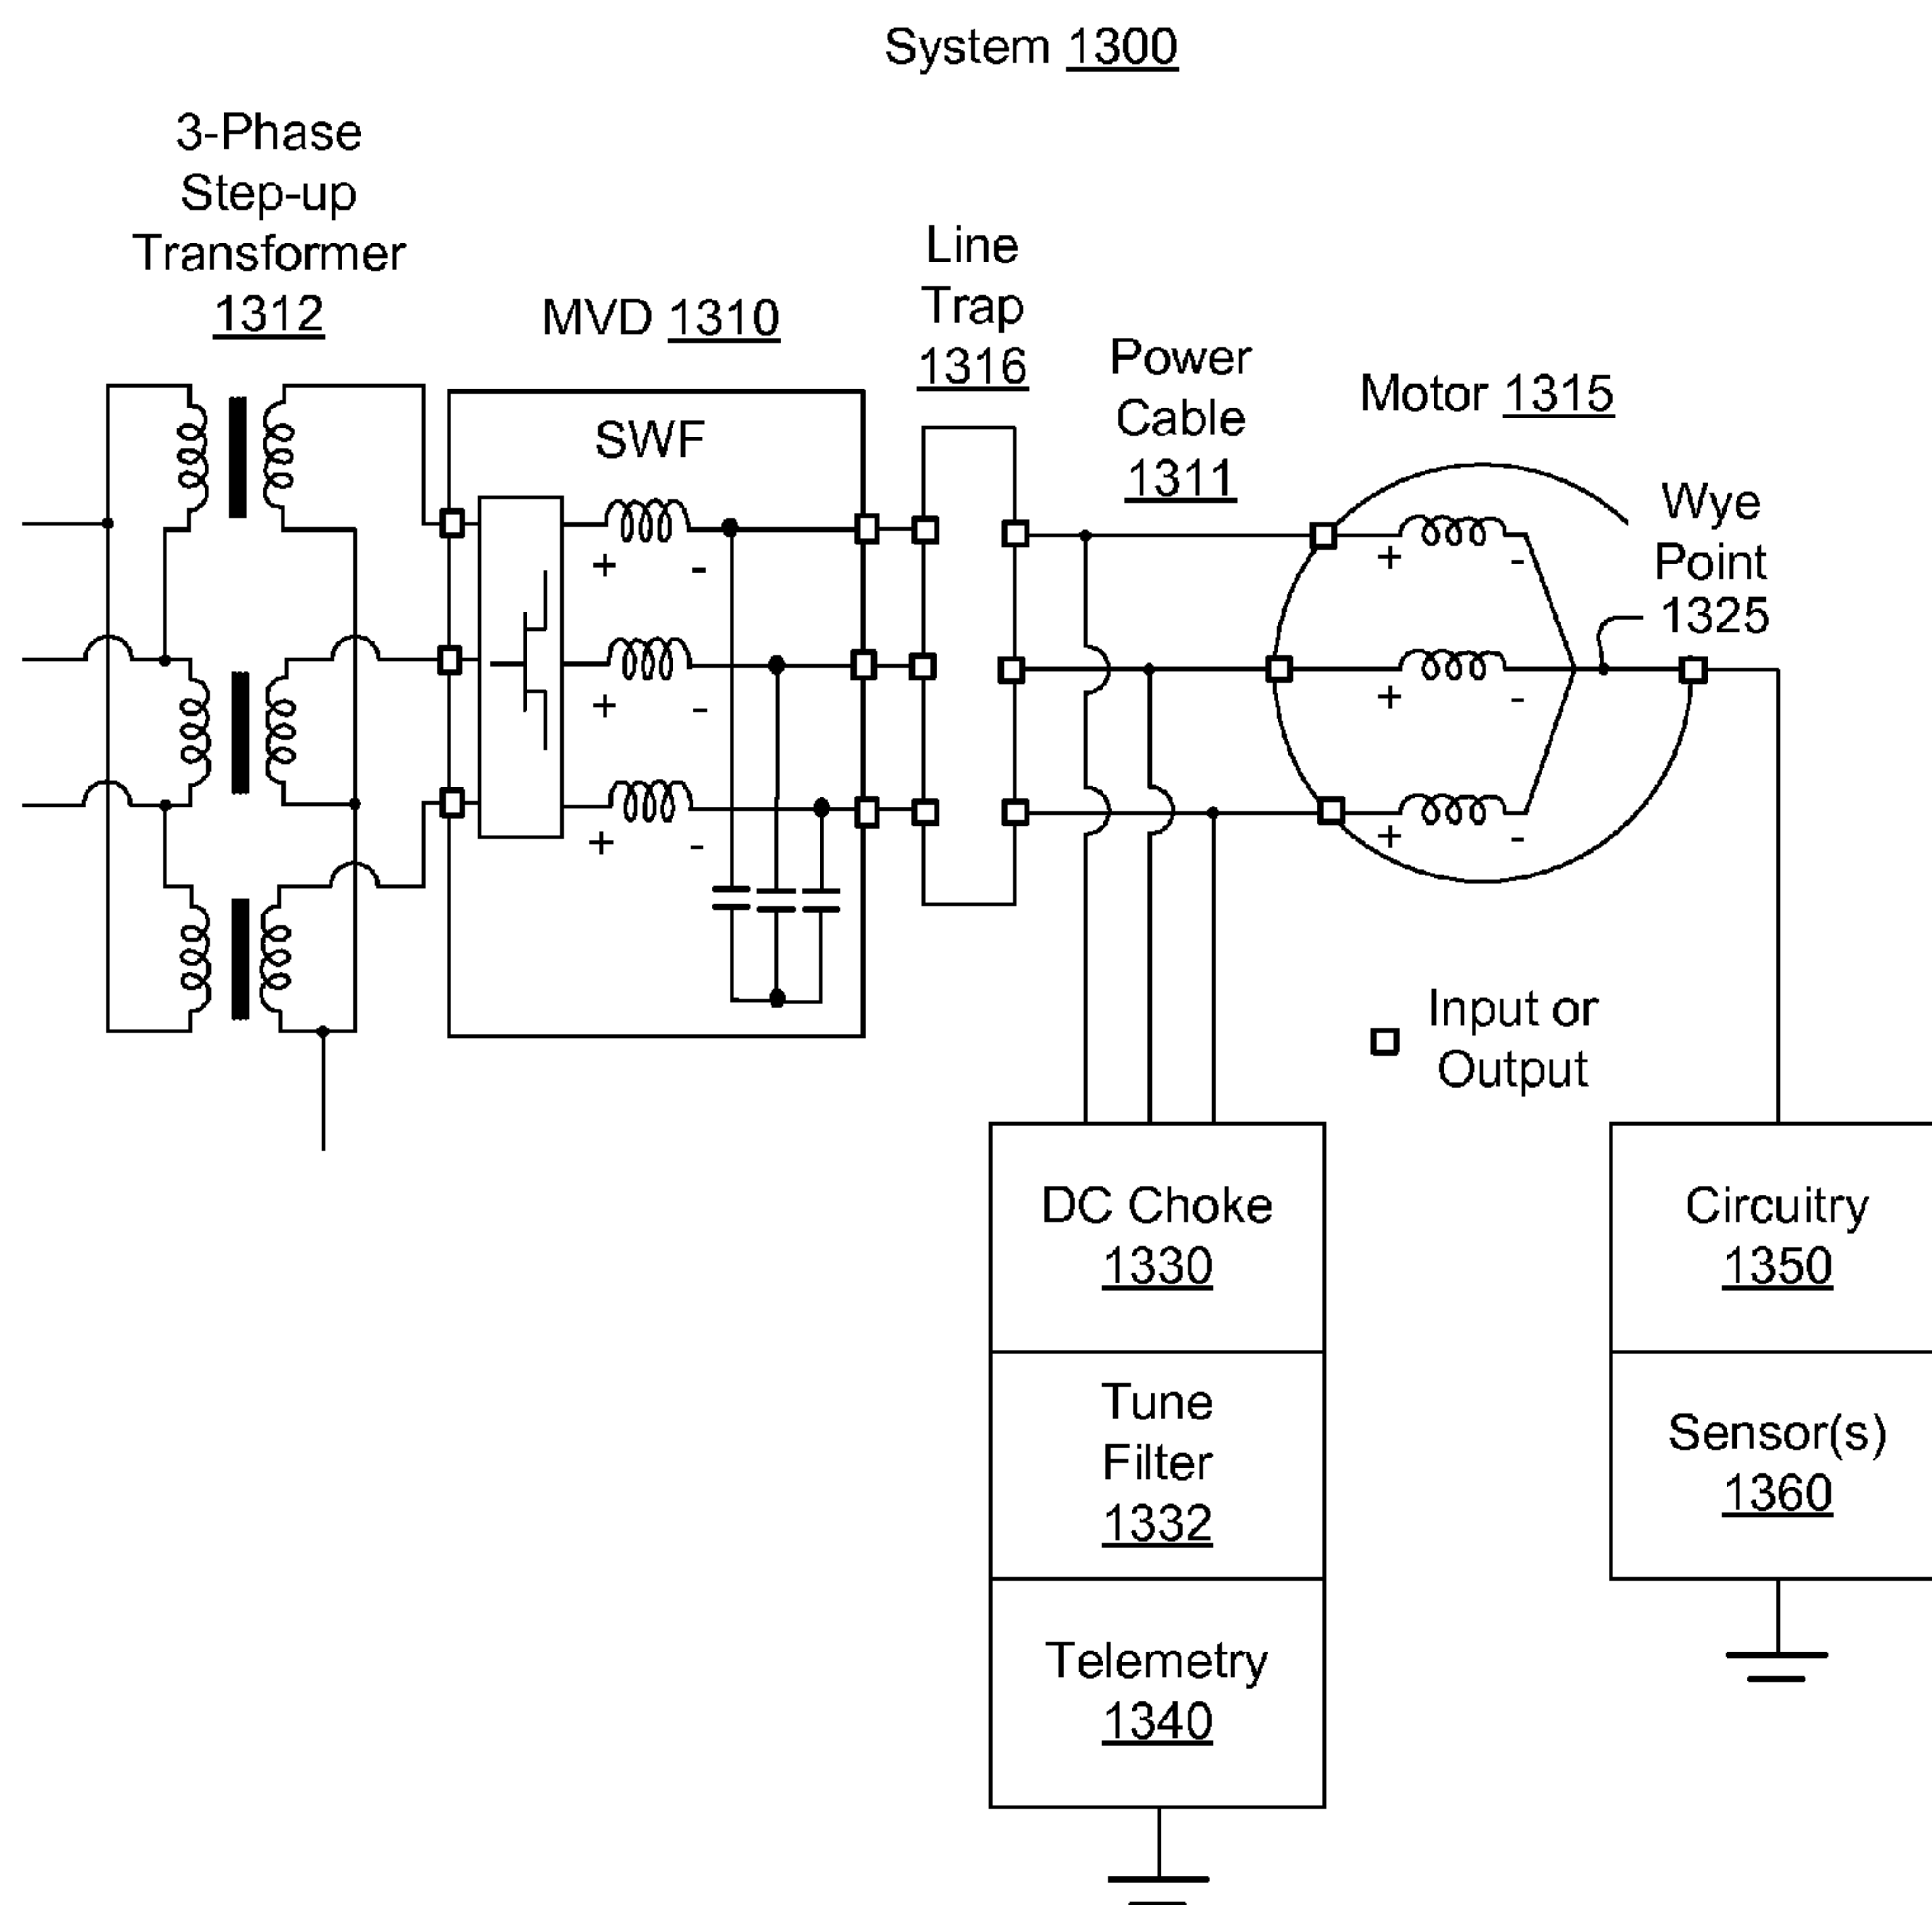 System 1300
3-Phase
Step-up
Transformer
1312
MVD 1310
SWF
+ -
+ -
+ -
Line
Trap
1316
Power
Cable
1311
Motor 1315
+ -
+ -
+ -
Wye
Point
1325
Input or
Output
DC Choke
1330
Tune
Filter
1332
Telemetry
1340
Circuitry
1350
Sensor(s)
1360